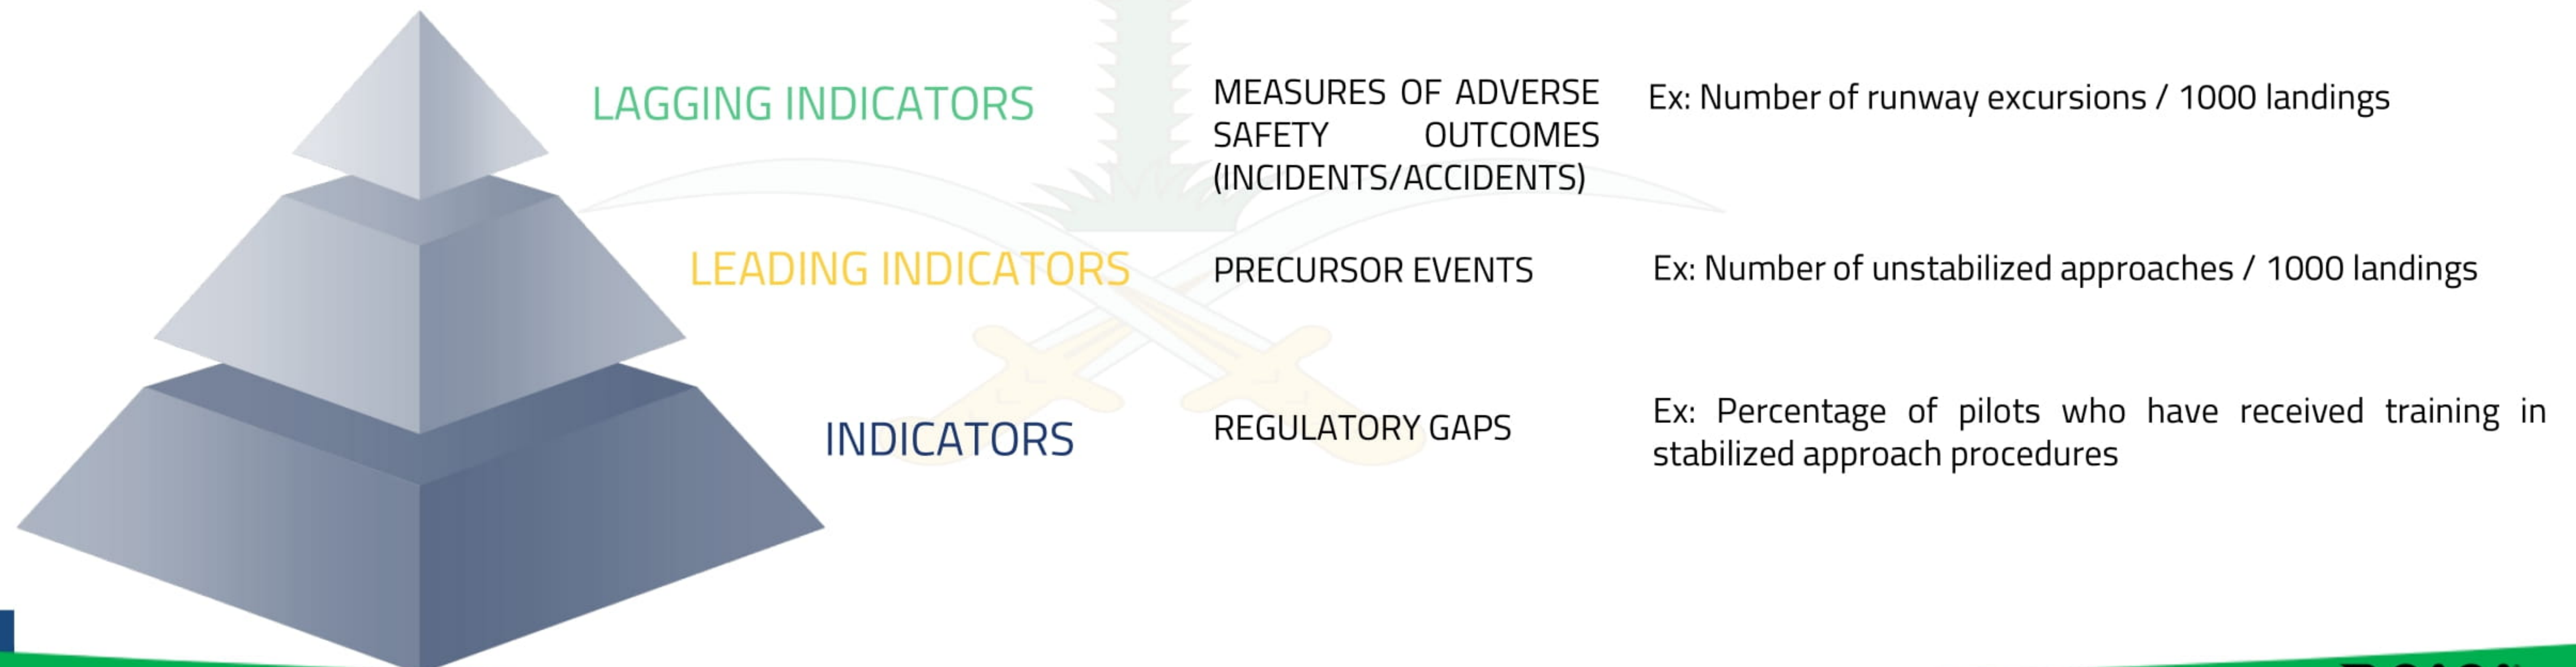 LAGGING INDICATORS
MEASURES OF ADVERSE
SAFETY OUTCOMES
(INCIDENTS/ACCIDENTS)
Ex: Number of runway excursions / 1000 landings
LEADING INDICATORS
PRECURSOR EVENTS
Ex: Number of unstabilized approaches / 1000 landings
INDICATORS
REGULATORY GAPS
Ex: Percentage of pilots who have received training in
stabilized approach procedures